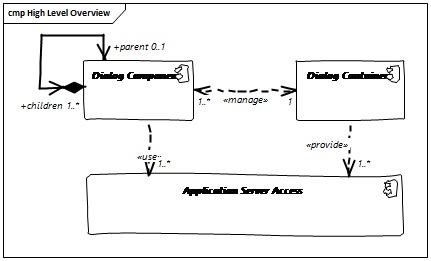 cmp High Level Overview
+parent 0..1
Dialog Component
Dialog Container
+children 1..*
1..*
«manage»
1
«use»
«provide»
1..*
1..*
Application Server Access